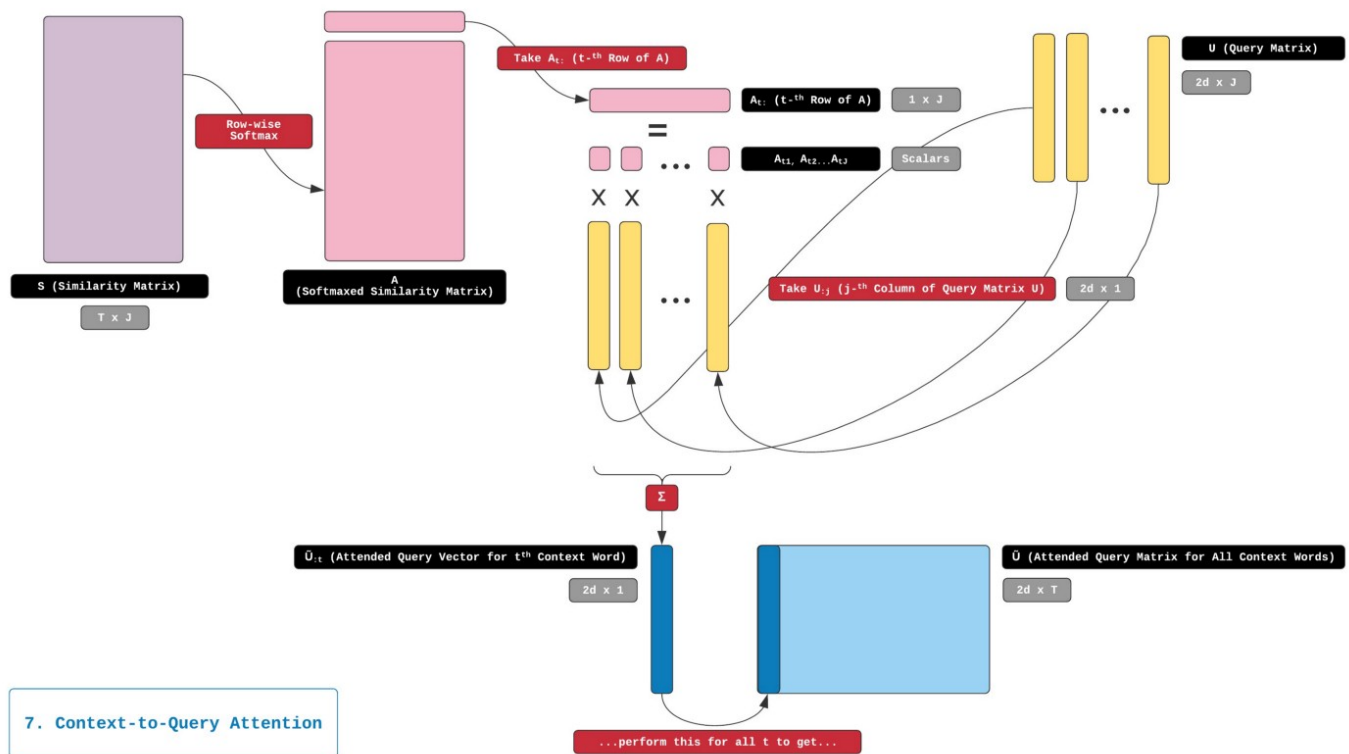 Take Aₜ: (t-ᵗʰ Row of A)
U (Query Matrix)
2d x J
Row-wise
Softmax
Aₜ: (t-ᵗʰ Row of A)
1 x J
=
Aₜ₁, Aₜ₂...AₜJ
Scalars
X X X
S (Similarity Matrix)
T x J
A
(Softmaxed Similarity Matrix)
Take U:j (j-ᵗʰ Column of Query Matrix U)
2d x 1
Σ
Ũ:ₜ (Attended Query Vector for tᵗʰ Context Word)
2d x 1
Ũ (Attended Query Matrix for All Context Words)
2d x T
7. Context-to-Query Attention
...perform this for all t to get...